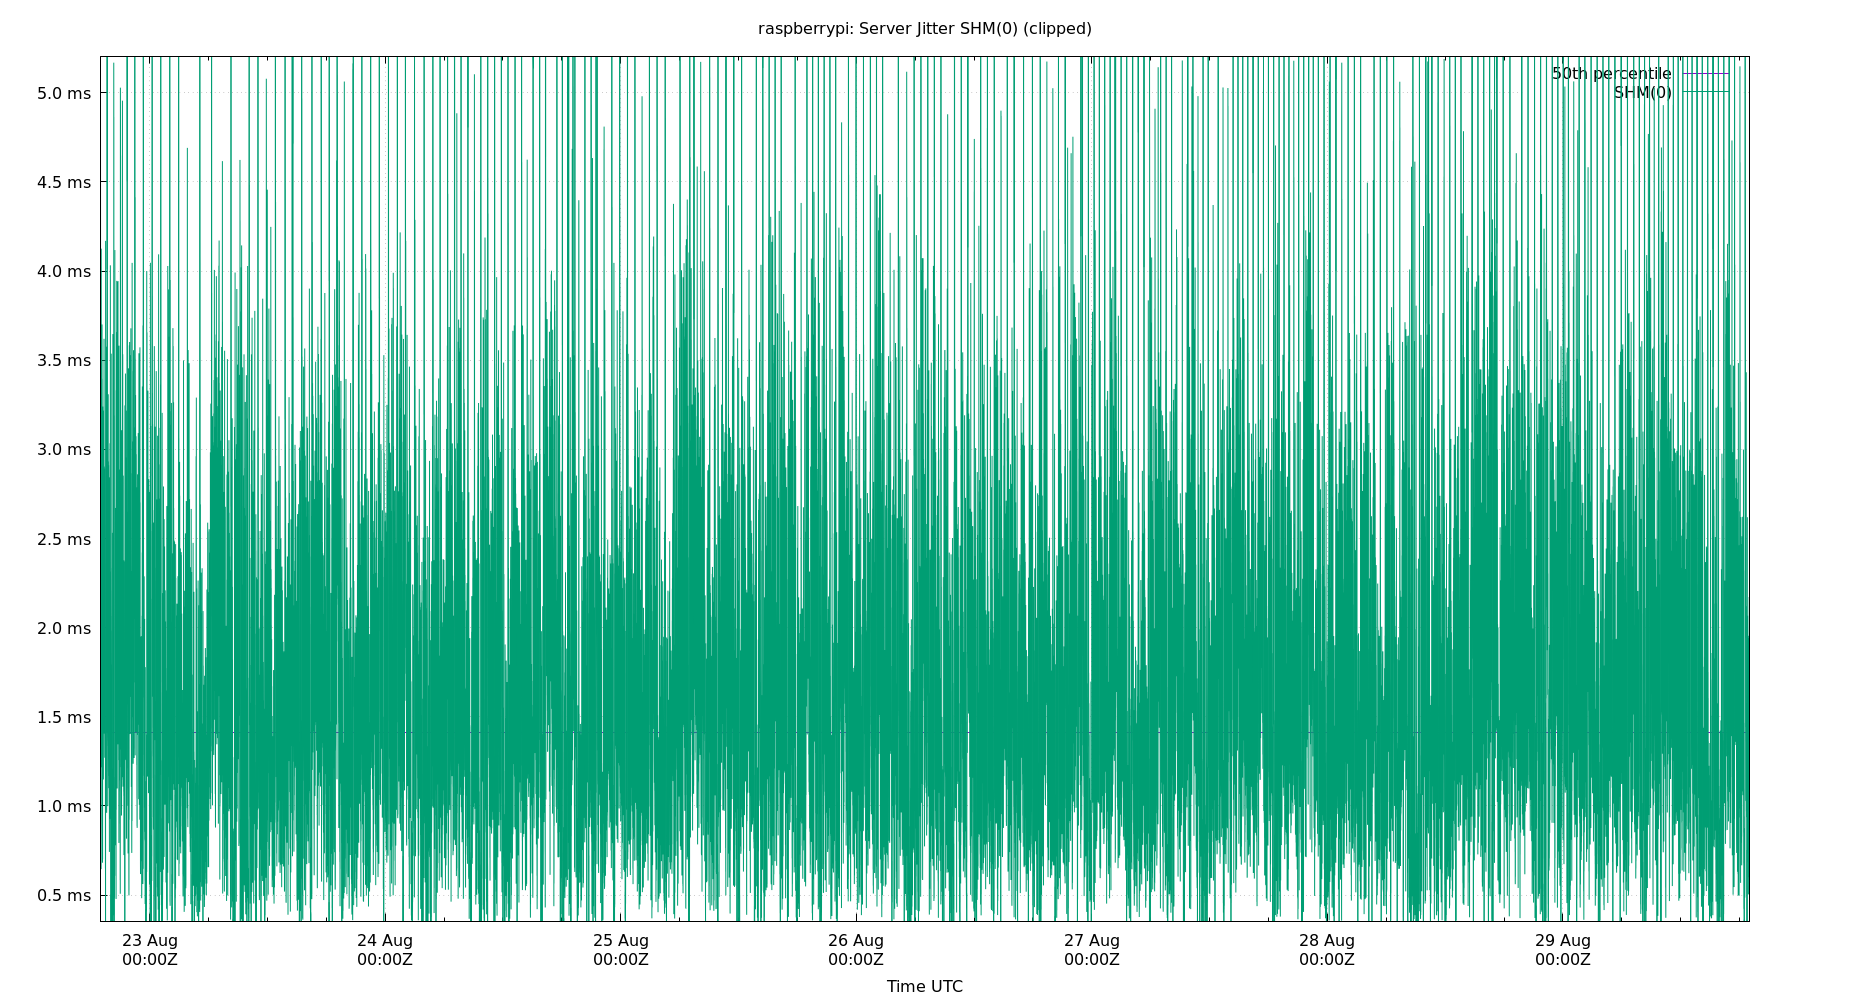 raspberrypi: Server Jitter SHM(0) (clipped)
50th percentile
SHM(0)
5.0 ms
4.5 ms
4.0 ms
3.5 ms
3.0 ms
2.5 ms
2.0 ms
1.5 ms
1.0 ms
0.5 ms
23 Aug 24 Aug 25 Aug 26 Aug 27 Aug 28 Aug 29 Aug
00:00Z 00:00Z 00:00Z 00:00Z 00:00Z 00:00Z 00:00Z
Time UTC